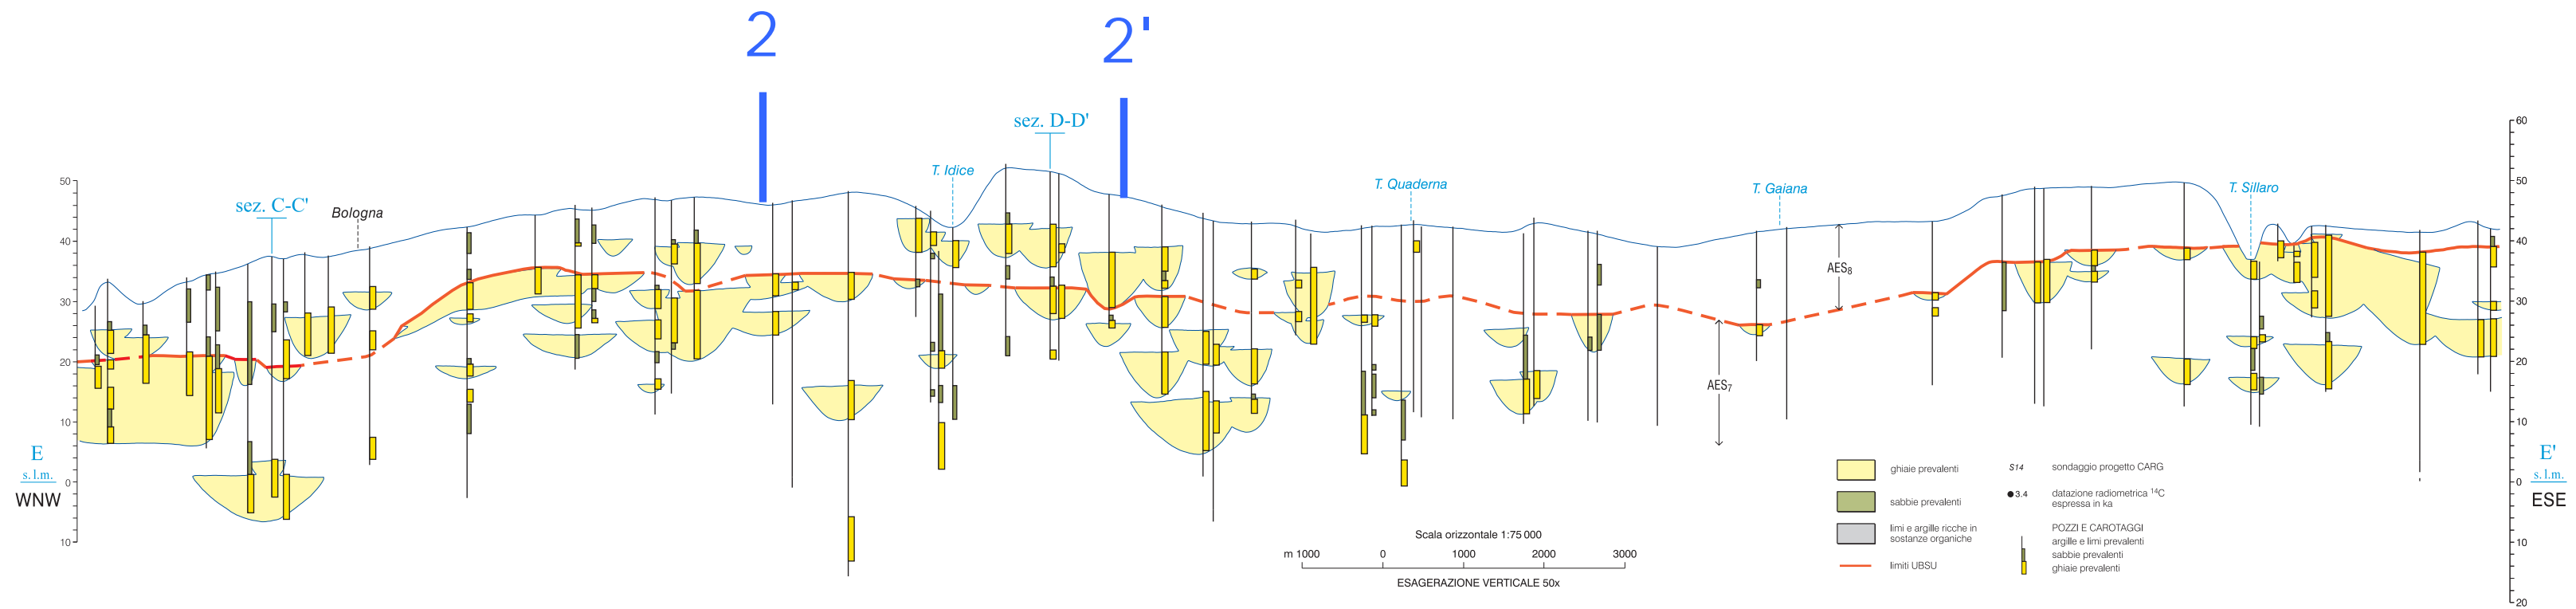 2
2'
sez. D-D'
sez. C-C'
Bologna
T. Idice
T. Quaderna
T. Gaiana
T. Sillaro
50
40
30
20
10
0
10
60
50
40
30
20
10
0
10
20
E
s. l.m.
WNW
E'
s. l.m.
ESE
AES8
AES7
ghiaie prevalenti
sabbie prevalenti
limi e argille ricche in
sostanze organiche
limiti UBSU
S14 sondaggio progetto CARG
3.4 datazione radiometrica 14C
espressa in ka
POZZI E CAROTAGGI
argille e limi prevalenti
sabbie prevalenti
ghiaie prevalenti
Scala orizzontale 1:75 000
m 1000 0 1000 2000 3000
ESAGERAZIONE VERTICALE 50x